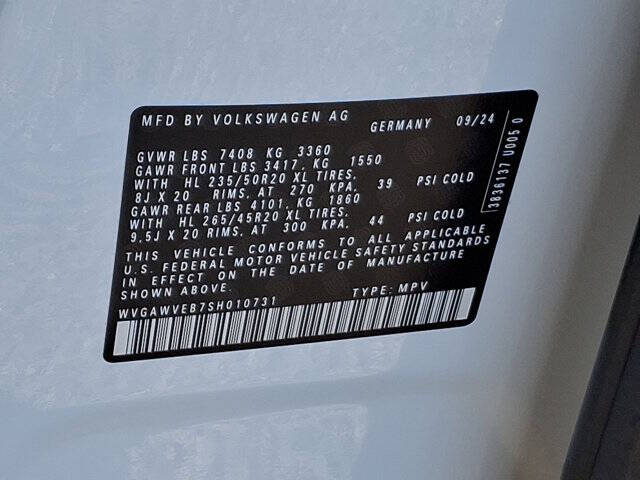 MFD BY VOLKSWAGEN AG GERMANY 09/24
GVWR LBS 7408 KG 3360
GAWR FRONT LBS 3417, KG 1550
WITH HL 235/50R20 XL TIRES,
8J X 20 RIMS, AT 270 KPA, 39 PSI COLD
GAWR REAR LBS 4101, KG 1860
WITH HL 265/45R20 XL TIRES,
9,5J X 20 RIMS, AT 300 KPA, 44 PSI COLD
THIS VEHICLE CONFORMS TO ALL APPLICABLE
U.S. FEDERAL MOTOR VEHICLE SAFETY STANDARDS
IN EFFECT ON THE DATE OF MANUFACTURE
SHOWN ABOVE.
WVGAWVEB7SH010731 TYPE: MPV
3836137 U005 0